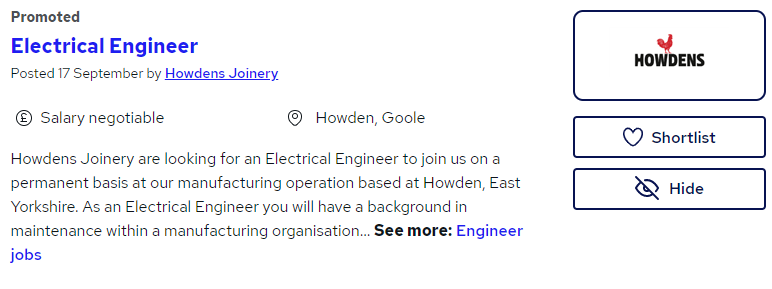 Promoted
Electrical Engineer
Posted 17 September by Howdens Joinery
Salary negotiable
Howden, Goole
Howdens Joinery are looking for an Electrical Engineer to join us on a
permanent basis at our manufacturing operation based at Howden, East
Yorkshire. As an Electrical Engineer you will have a background in
maintenance within a manufacturing organisation... See more: Engineer
jobs
HOWDENS
Shortlist
Hide